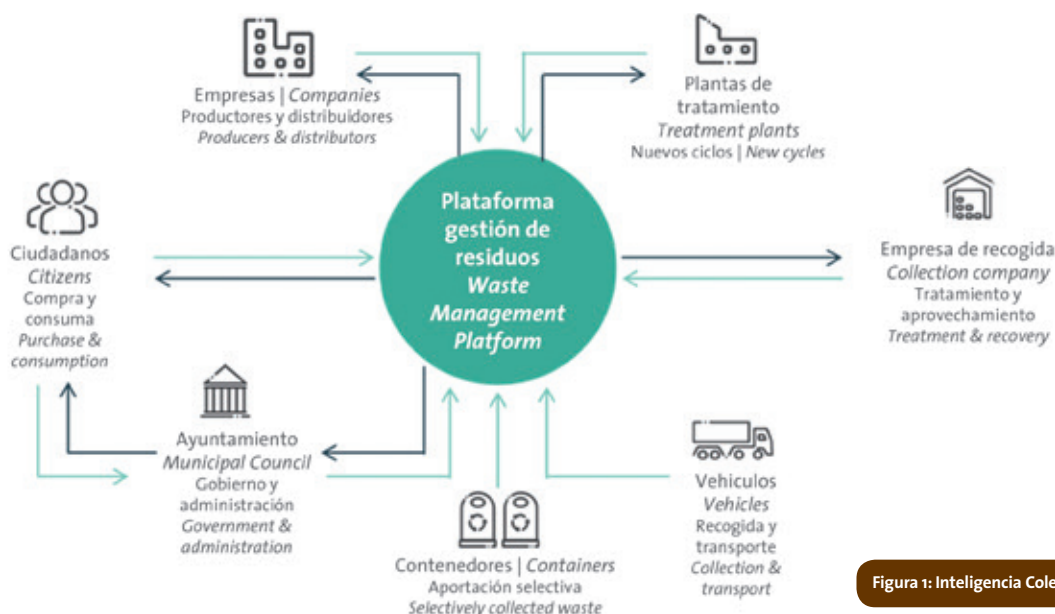 Empresas | Companies
Productores y distribuidores
Producers & distributors
Plantas de
tratamiento
Treatment plants
Nuevos ciclos | New cycles
Plataforma
gestión de
residuos
Waste
Management
Platform
Ciudadanos
Citizens
Compra y
consuma
Purchase &
consumption
Empresa de recogida
Collection company
Tratamiento y
aprovechamiento
Treatment & recovery
Ayuntamiento
Municipal Council
Gobierno y
administración
Government &
administration
Contenedores | Containers
Aportación selectiva
Selectively collected waste
Vehiculos
Vehicles
Recogida y
transporte
Collection &
transport
Figura 1: Inteligencia Cole